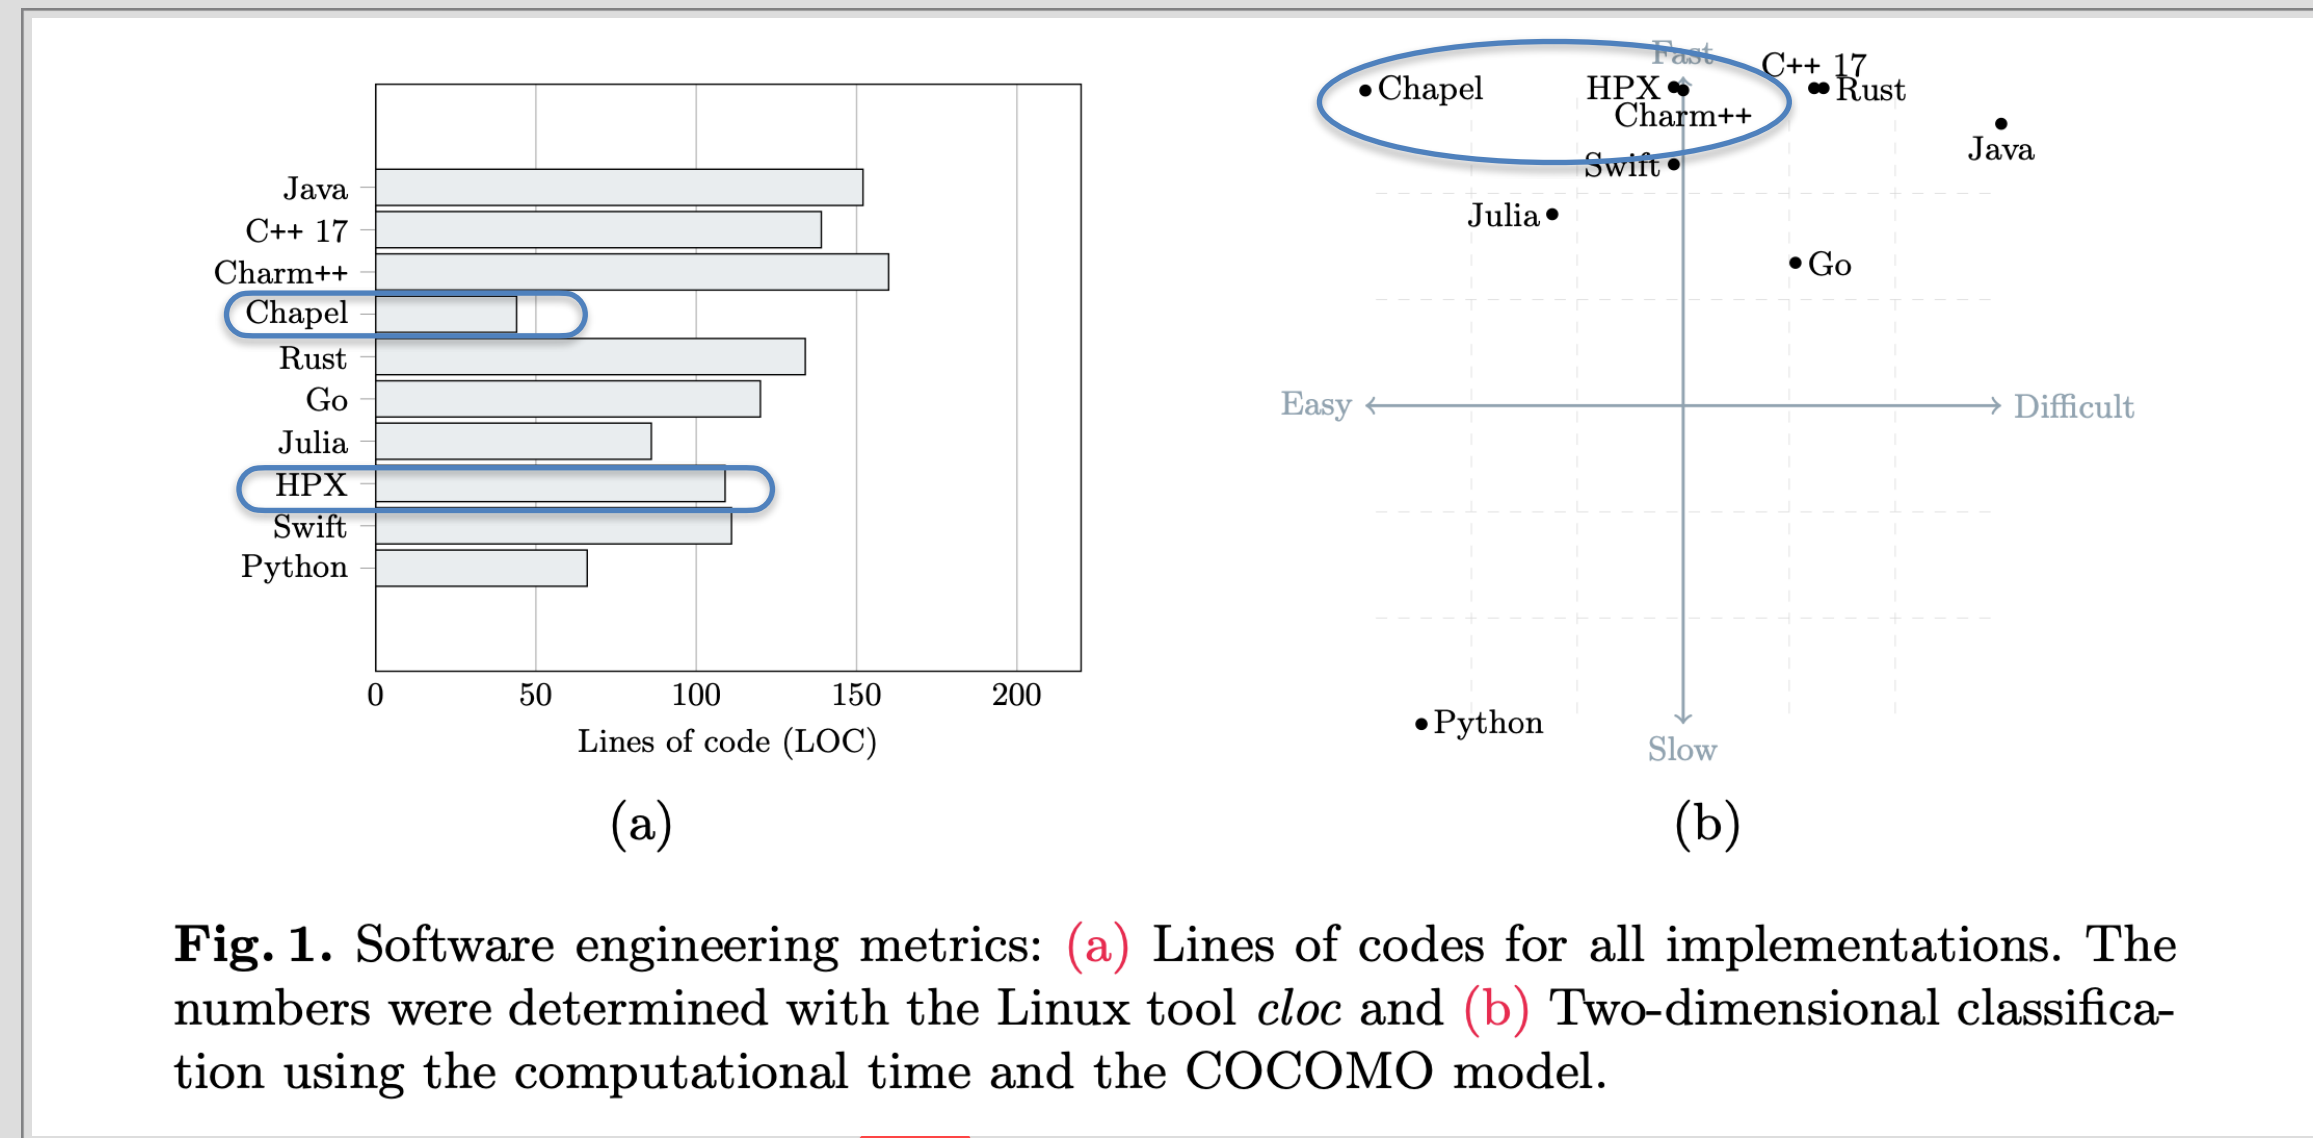 Java
C++ 17
Charm++
Chapel
Rust
Go
Julia
HPX
Swift
Python
0 50 100 150 200
Lines of code (LOC)
(a)
Fast
C++ 17
Chapel
HPX
Rust
Charm++
Java
Swift
Julia
Go
Easy
Difficult
Python
Slow
(b)
Fig. 1. Software engineering metrics: (a) Lines of codes for all implementations. The
numbers were determined with the Linux tool cloc and (b) Two-dimensional classifica-
tion using the computational time and the COCOMO model.